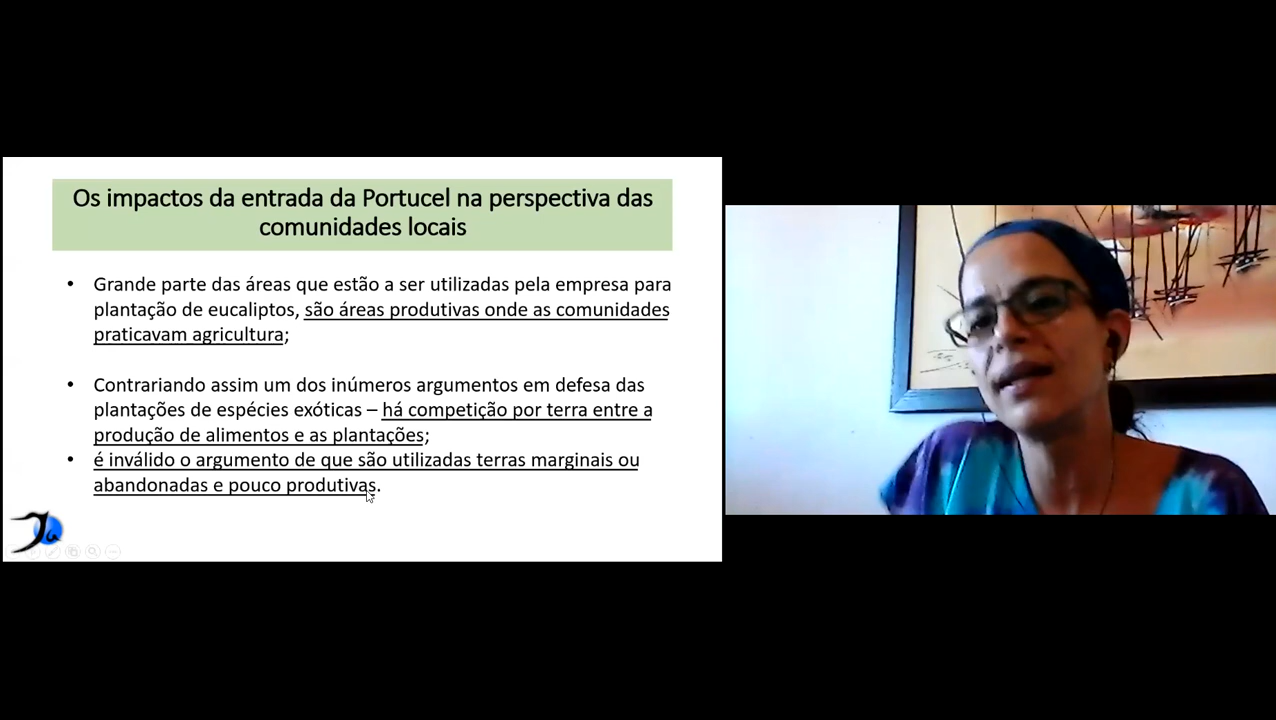 Os impactos da entrada da Portucel na perspectiva das
comunidades locais
• Grande parte das áreas que estão a ser utilizadas pela empresa para
plantação de eucaliptos, são áreas produtivas onde as comunidades
praticavam agricultura;
• Contrariando assim um dos inúmeros argumentos em defesa das
plantações de espécies exóticas – há competição por terra entre a
produção de alimentos e as plantações;
• é inválido o argumento de que são utilizadas terras marginais ou
abandonadas e pouco produtivas.